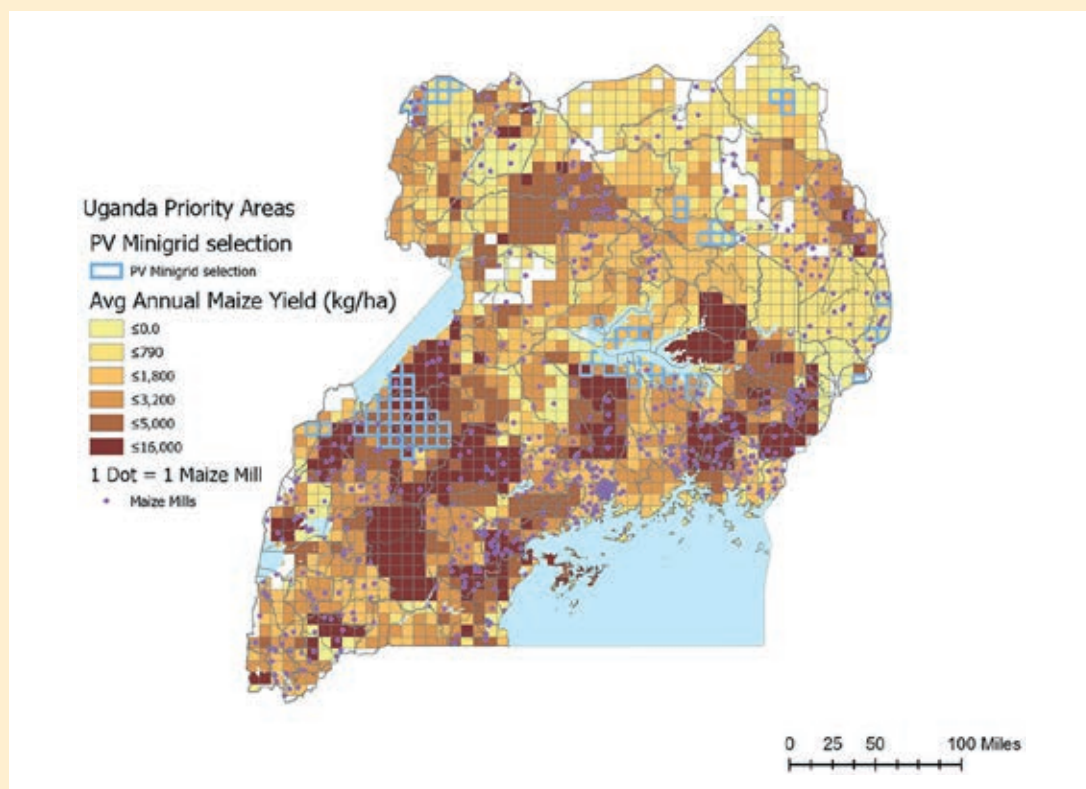 Uganda Priority Areas
PV Minigrid selection
PV Minigrid selection
Avg Annual Maize Yield (kg/ha)
≤0.0
≤790
≤1,800
≤3,200
≤5,000
≤16,000
1 Dot = 1 Maize Mill
Maize Mills
0 25 50 100 Miles